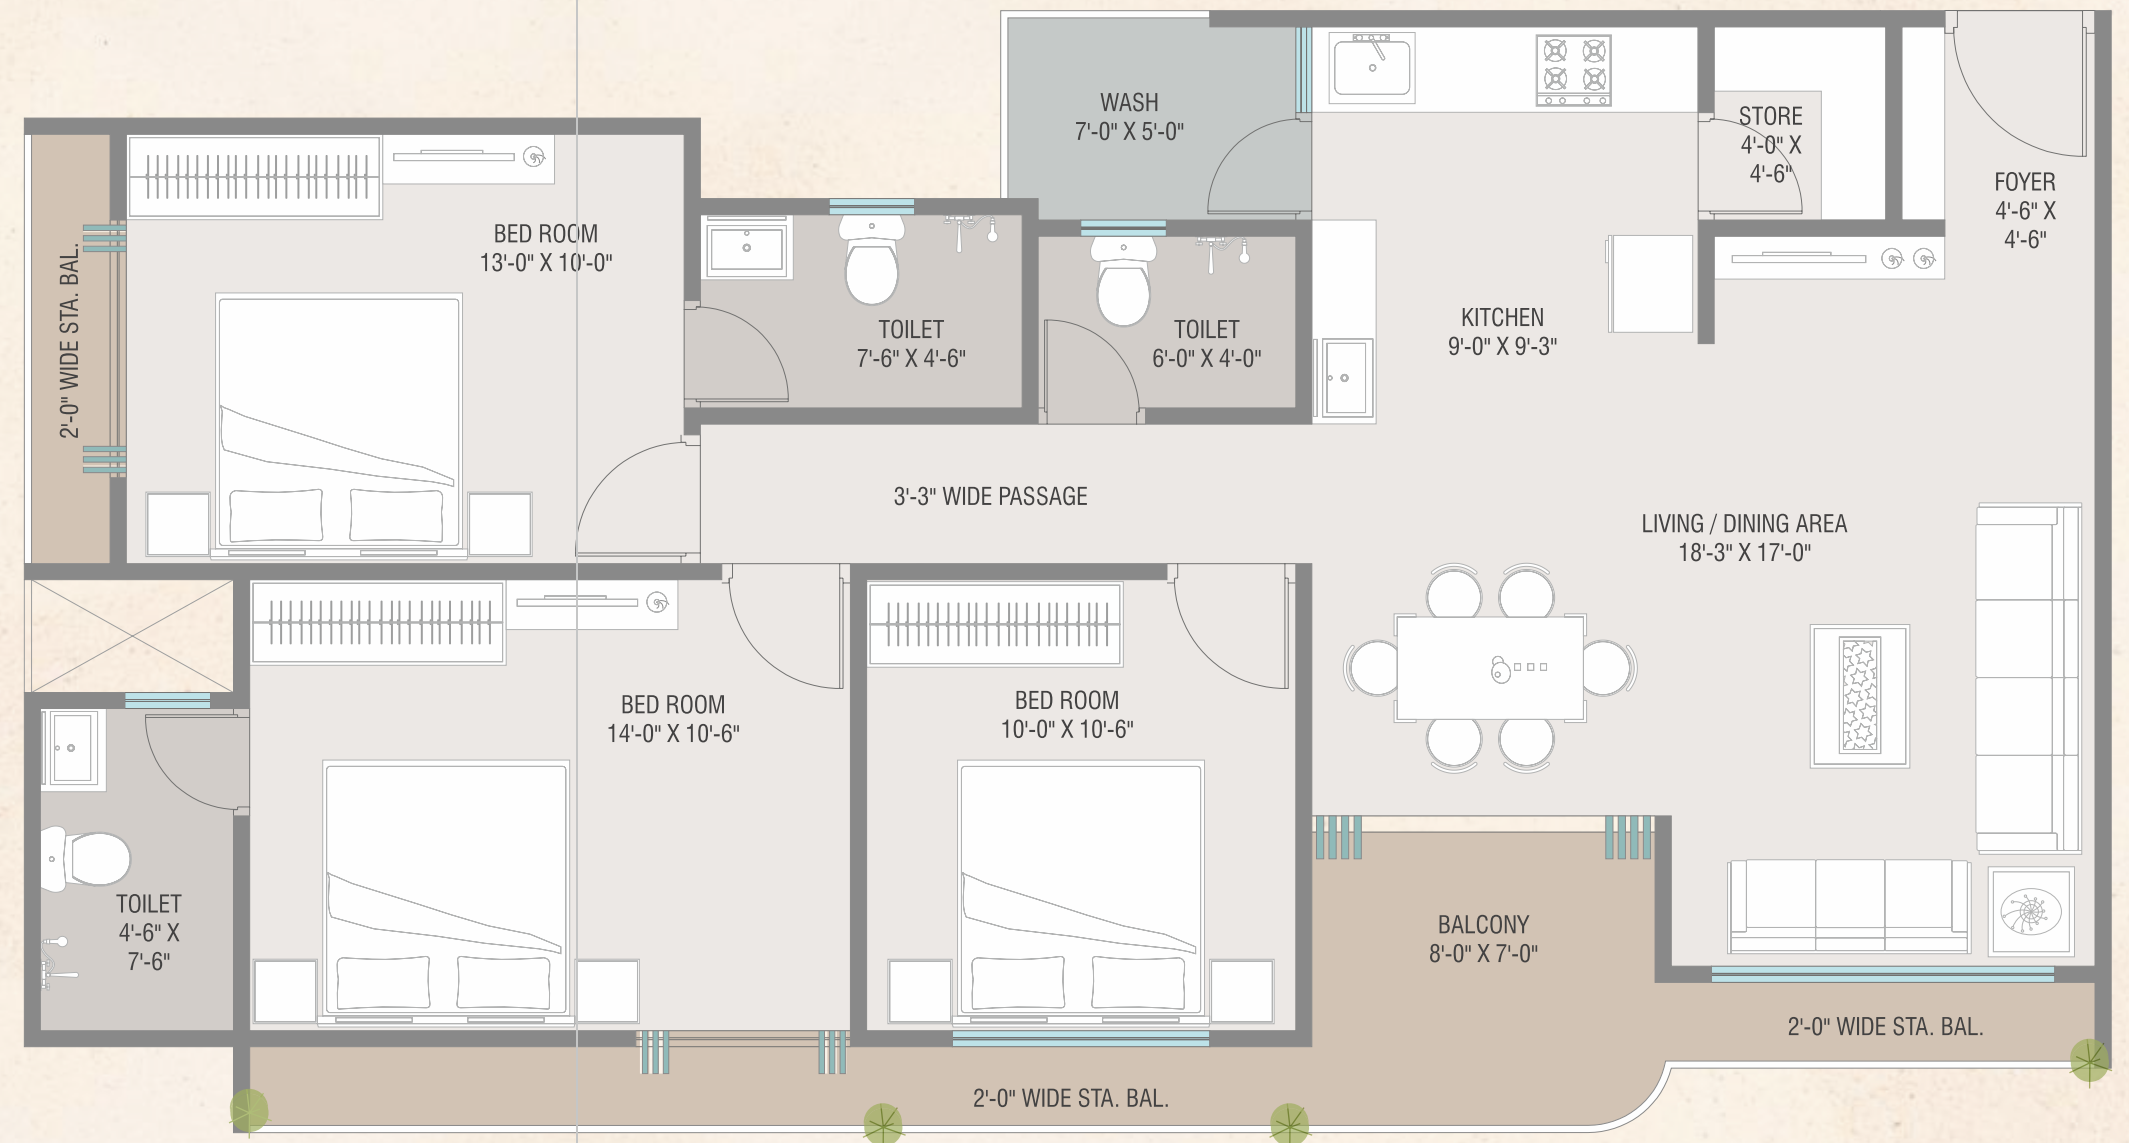 WASH
7'-0" X 5'-0"
STORE
4'-0" X
4'-6"
FOYER
4'-6" X
4'-6"
BED ROOM
13'-0" X 10'-0"
2'-0" WIDE STA. BAL.
TOILET
7'-6" X 4'-6"
TOILET
6'-0" X 4'-0"
KITCHEN
9'-0" X 9'-3"
3'-3" WIDE PASSAGE
LIVING / DINING AREA
18'-3" X 17'-0"
BED ROOM
14'-0" X 10'-6"
BED ROOM
10'-0" X 10'-6"
TOILET
4'-6" X
7'-6"
BALCONY
8'-0" X 7'-0"
2'-0" WIDE STA. BAL.
2'-0" WIDE STA. BAL.